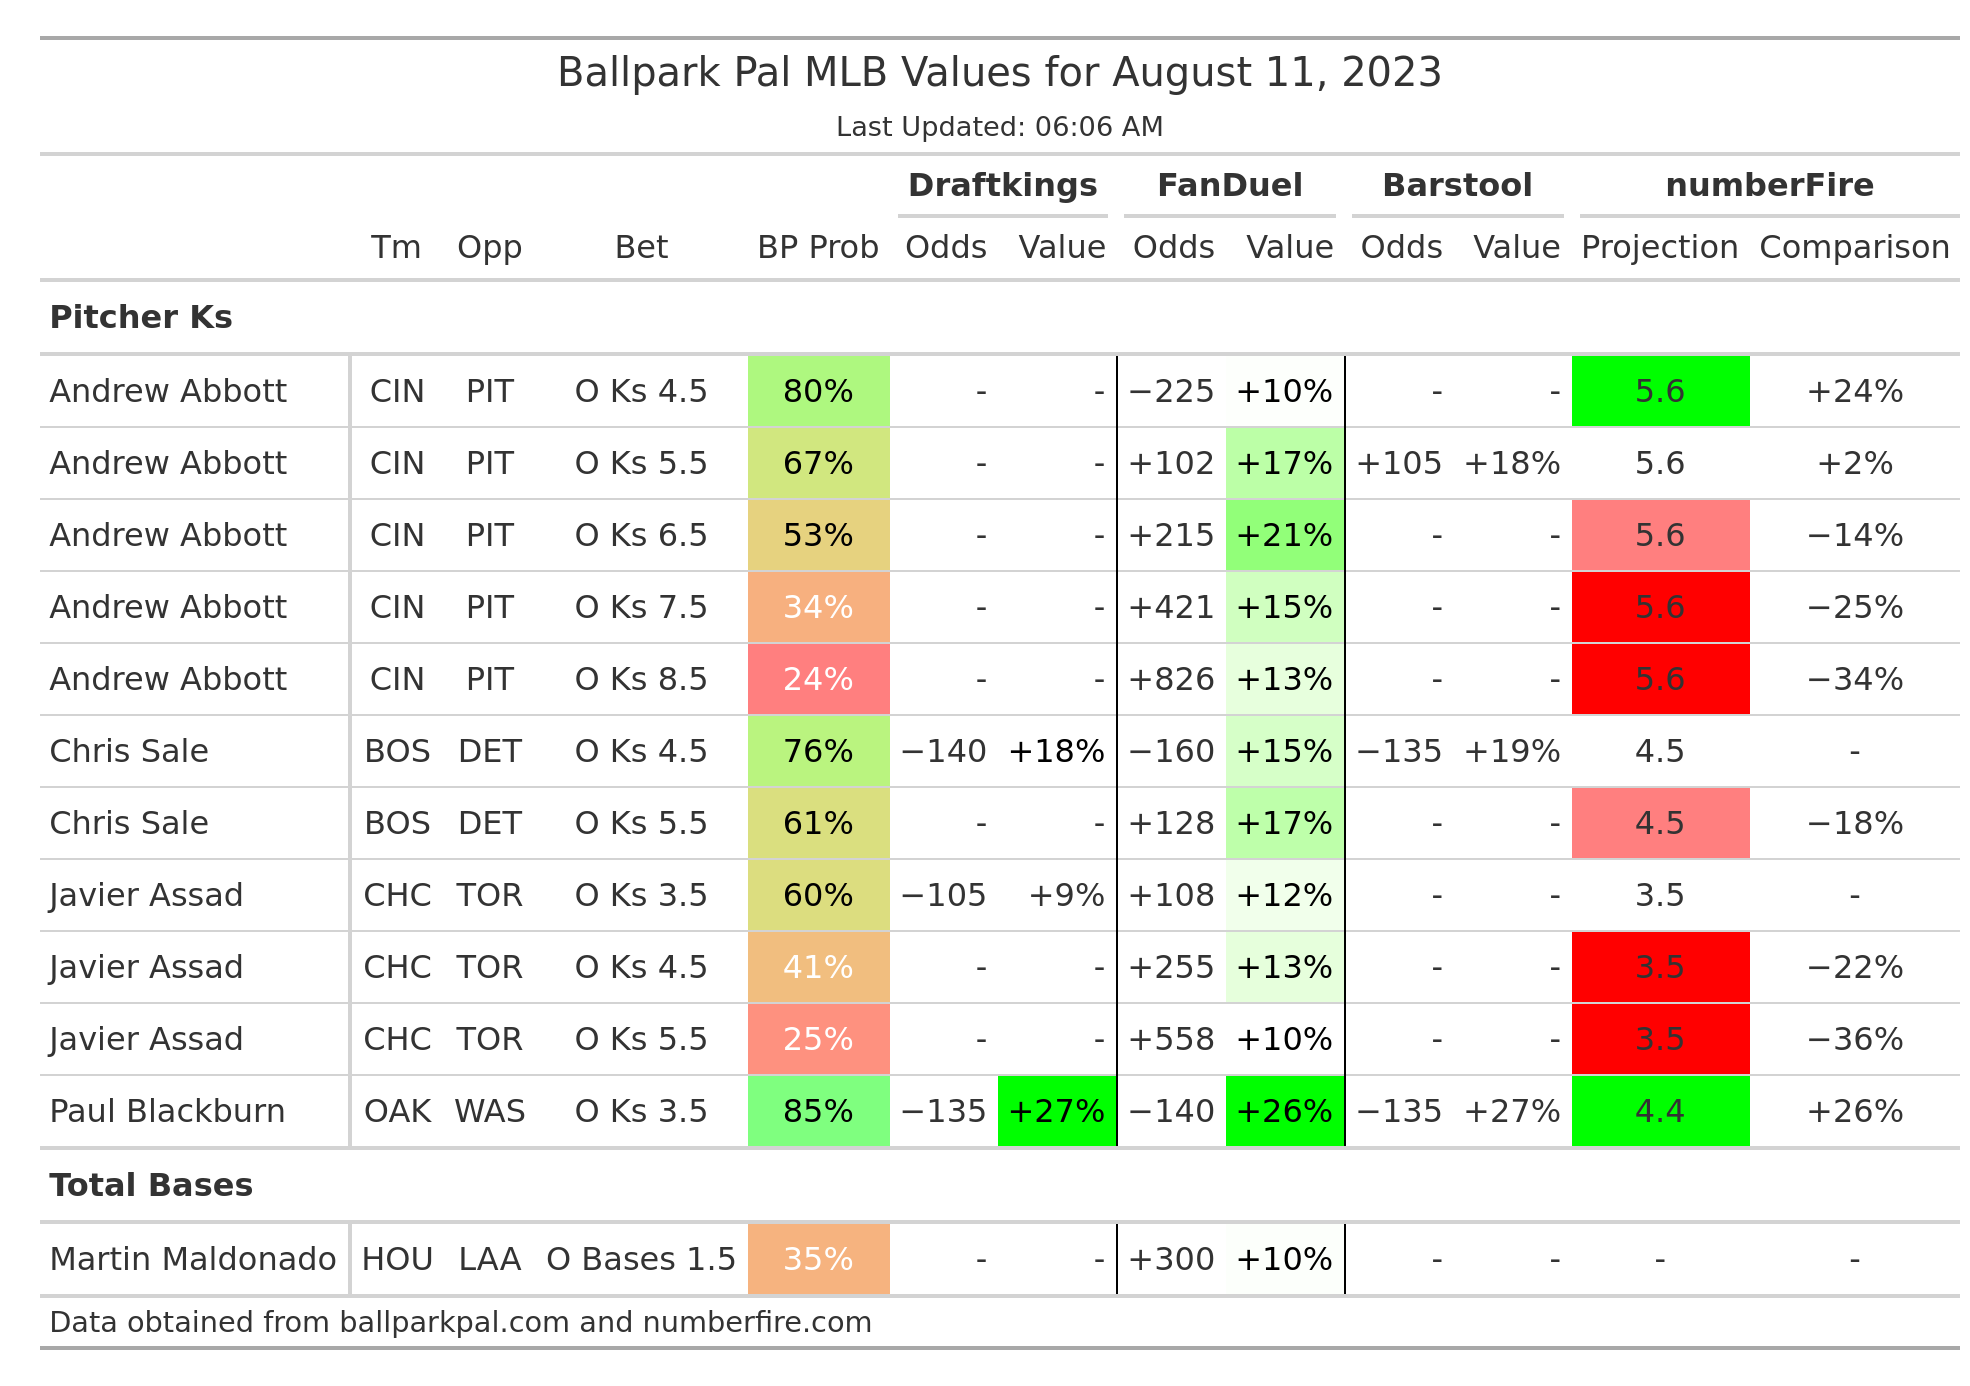 Ballpark Pal MLB Values for August 11, 2023
Last Updated: 06:06 AM
Draftkings FanDuel Barstool numberFire
Tm Opp Bet BP Prob Odds Value Odds Value Odds Value Projection Comparison
Pitcher Ks
Andrew Abbott CIN PIT O Ks 4.5 80% - - −225 +10% - - 5.6 +24%
Andrew Abbott CIN PIT O Ks 5.5 67% - - +102 +17% +105 +18% 5.6 +2%
Andrew Abbott CIN PIT O Ks 6.5 53% - - +215 +21% - - 5.6 −14%
Andrew Abbott CIN PIT O Ks 7.5 34% - - +421 +15% - - 5.6 −25%
Andrew Abbott CIN PIT O Ks 8.5 24% - - +826 +13% - - 5.6 −34%
Chris Sale BOS DET O Ks 4.5 76% −140 +18% −160 +15% −135 +19% 4.5 -
Chris Sale BOS DET O Ks 5.5 61% - - +128 +17% - - 4.5 −18%
Javier Assad CHC TOR O Ks 3.5 60% −105 +9% +108 +12% - - 3.5 -
Javier Assad CHC TOR O Ks 4.5 41% - - +255 +13% - - 3.5 −22%
Javier Assad CHC TOR O Ks 5.5 25% - - +558 +10% - - 3.5 −36%
Paul Blackburn OAK WAS O Ks 3.5 85% −135 +27% −140 +26% −135 +27% 4.4 +26%
Total Bases
Martin Maldonado HOU LAA O Bases 1.5 35% - - +300 +10% - - - -
Data obtained from ballparkpal.com and numberfire.com